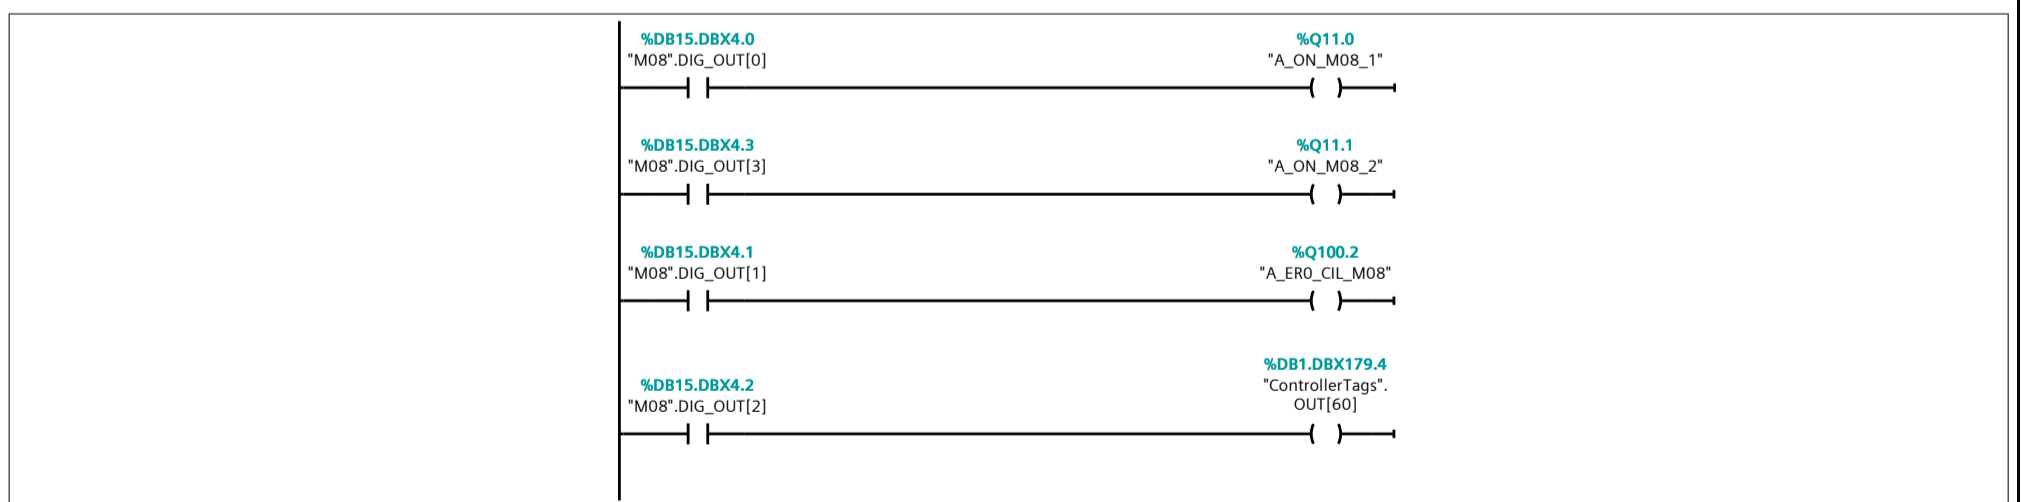 %DB15.DBX4.0
"M08".DIG_OUT[0]
%Q11.0
"A_ON_M08_1"
%DB15.DBX4.3
"M08".DIG_OUT[3]
%Q11.1
"A_ON_M08_2"
%DB15.DBX4.1
"M08".DIG_OUT[1]
%Q100.2
"A_ER0_CIL_M08"
%DB15.DBX4.2
"M08".DIG_OUT[2]
%DB1.DBX179.4
"ControllerTags".
OUT[60]